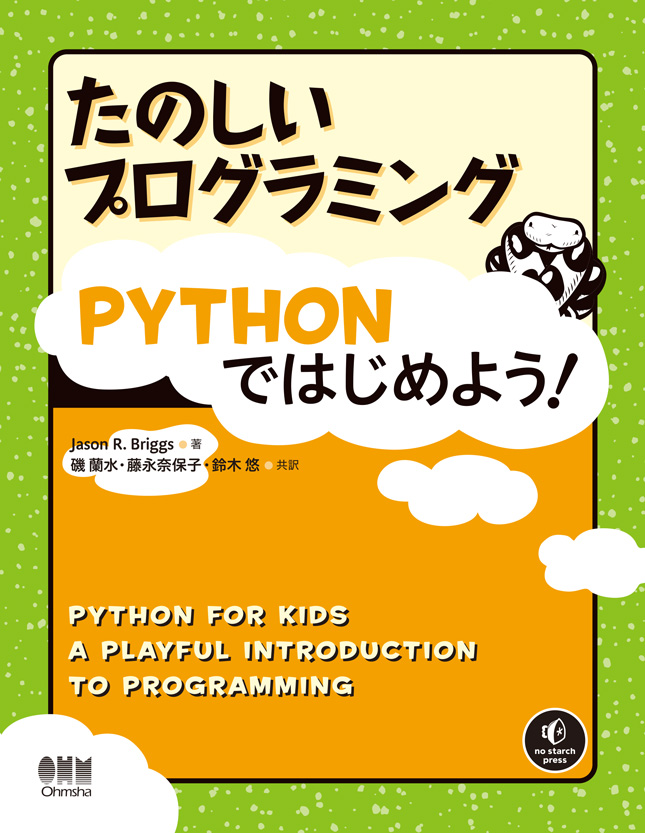 たのしい
プログラミング
PYTHON
ではじめよう!
Jason R. Briggs ● 著
磯 蘭水・藤永奈保子・鈴木 悠 ● 共訳
PYTHON FOR KIDS
A PLAYFUL INTRODUCTION
TO PROGRAMMING
no starch
press
OHM
Ohmsha